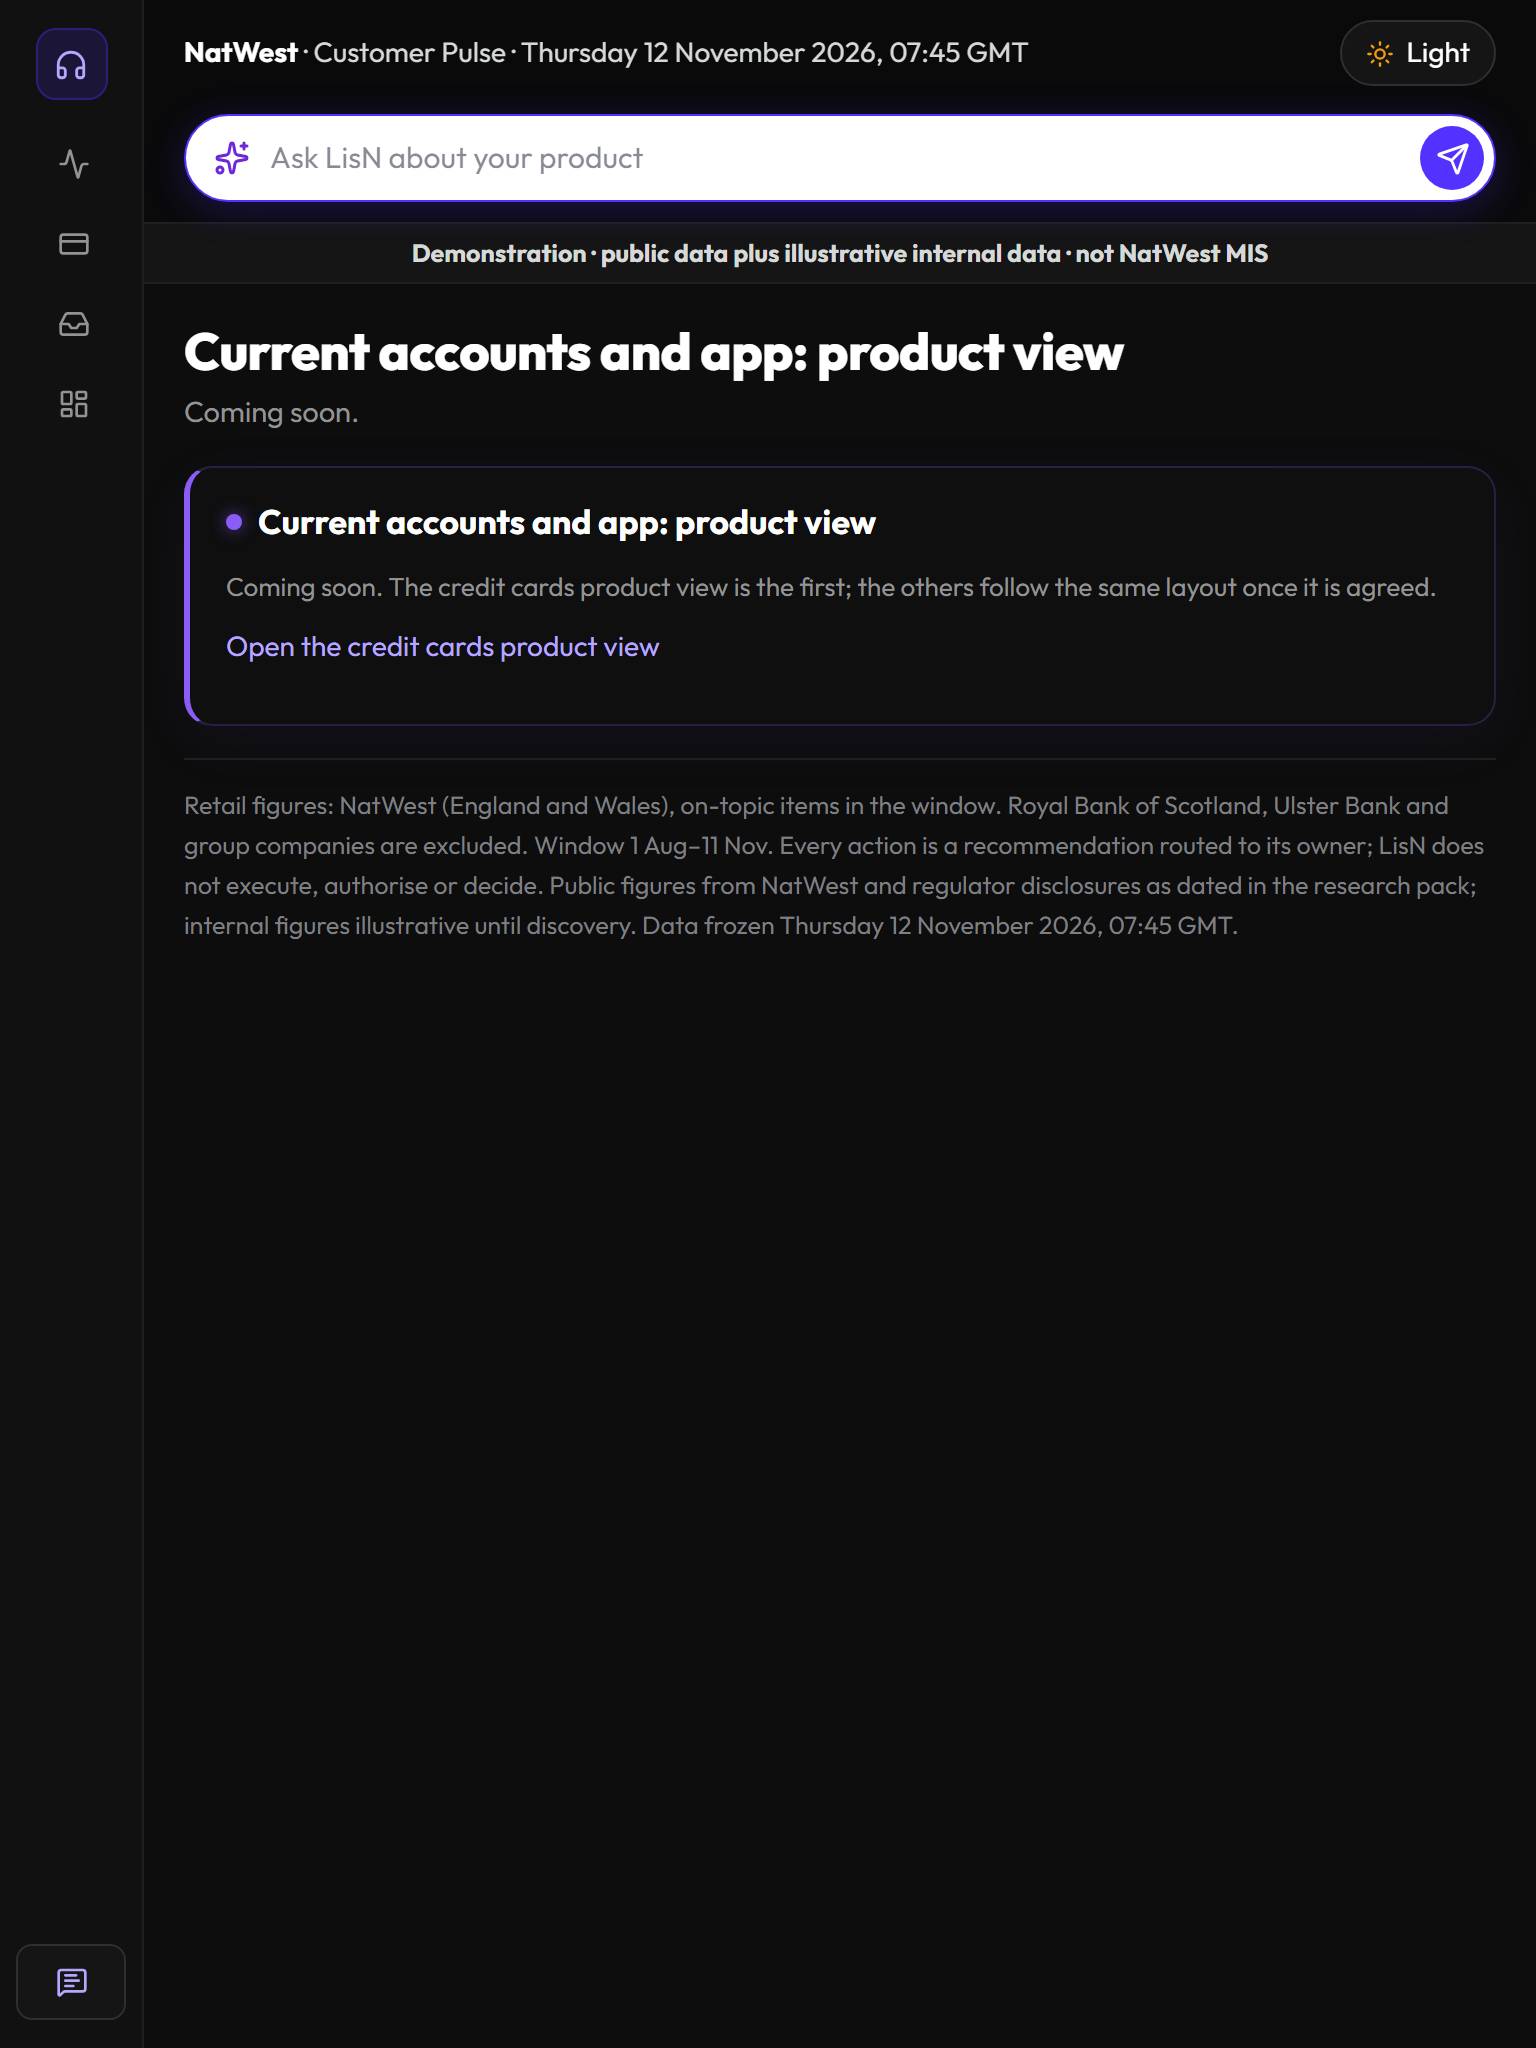 NatWest · Customer Pulse · Thursday 12 November 2026, 07:45 GMT
Light
Ask LisN about your product
Demonstration · public data plus illustrative internal data · not NatWest MIS
Current accounts and app: product view
Coming soon.
Current accounts and app: product view
Coming soon. The credit cards product view is the first; the others follow the same layout once it is agreed.
Open the credit cards product view
Retail figures: NatWest (England and Wales), on-topic items in the window. Royal Bank of Scotland, Ulster Bank and
group companies are excluded. Window 1 Aug–11 Nov. Every action is a recommendation routed to its owner; LisN does
not execute, authorise or decide. Public figures from NatWest and regulator disclosures as dated in the research pack;
internal figures illustrative until discovery. Data frozen Thursday 12 November 2026, 07:45 GMT.